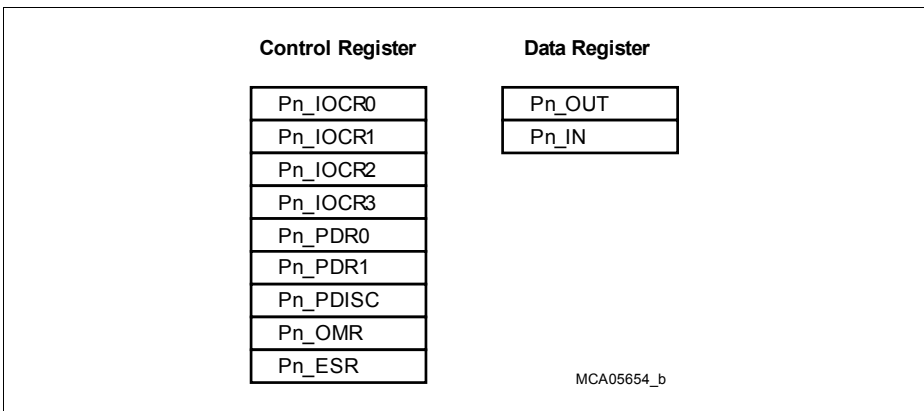 Control Register
Data Register
Pn_IOCR0
Pn_IOCR1
Pn_IOCR2
Pn_IOCR3
Pn_PDR0
Pn_PDR1
Pn_PDISC
Pn_OMR
Pn_ESR
Pn_OUT
Pn_IN
MCA05654_b